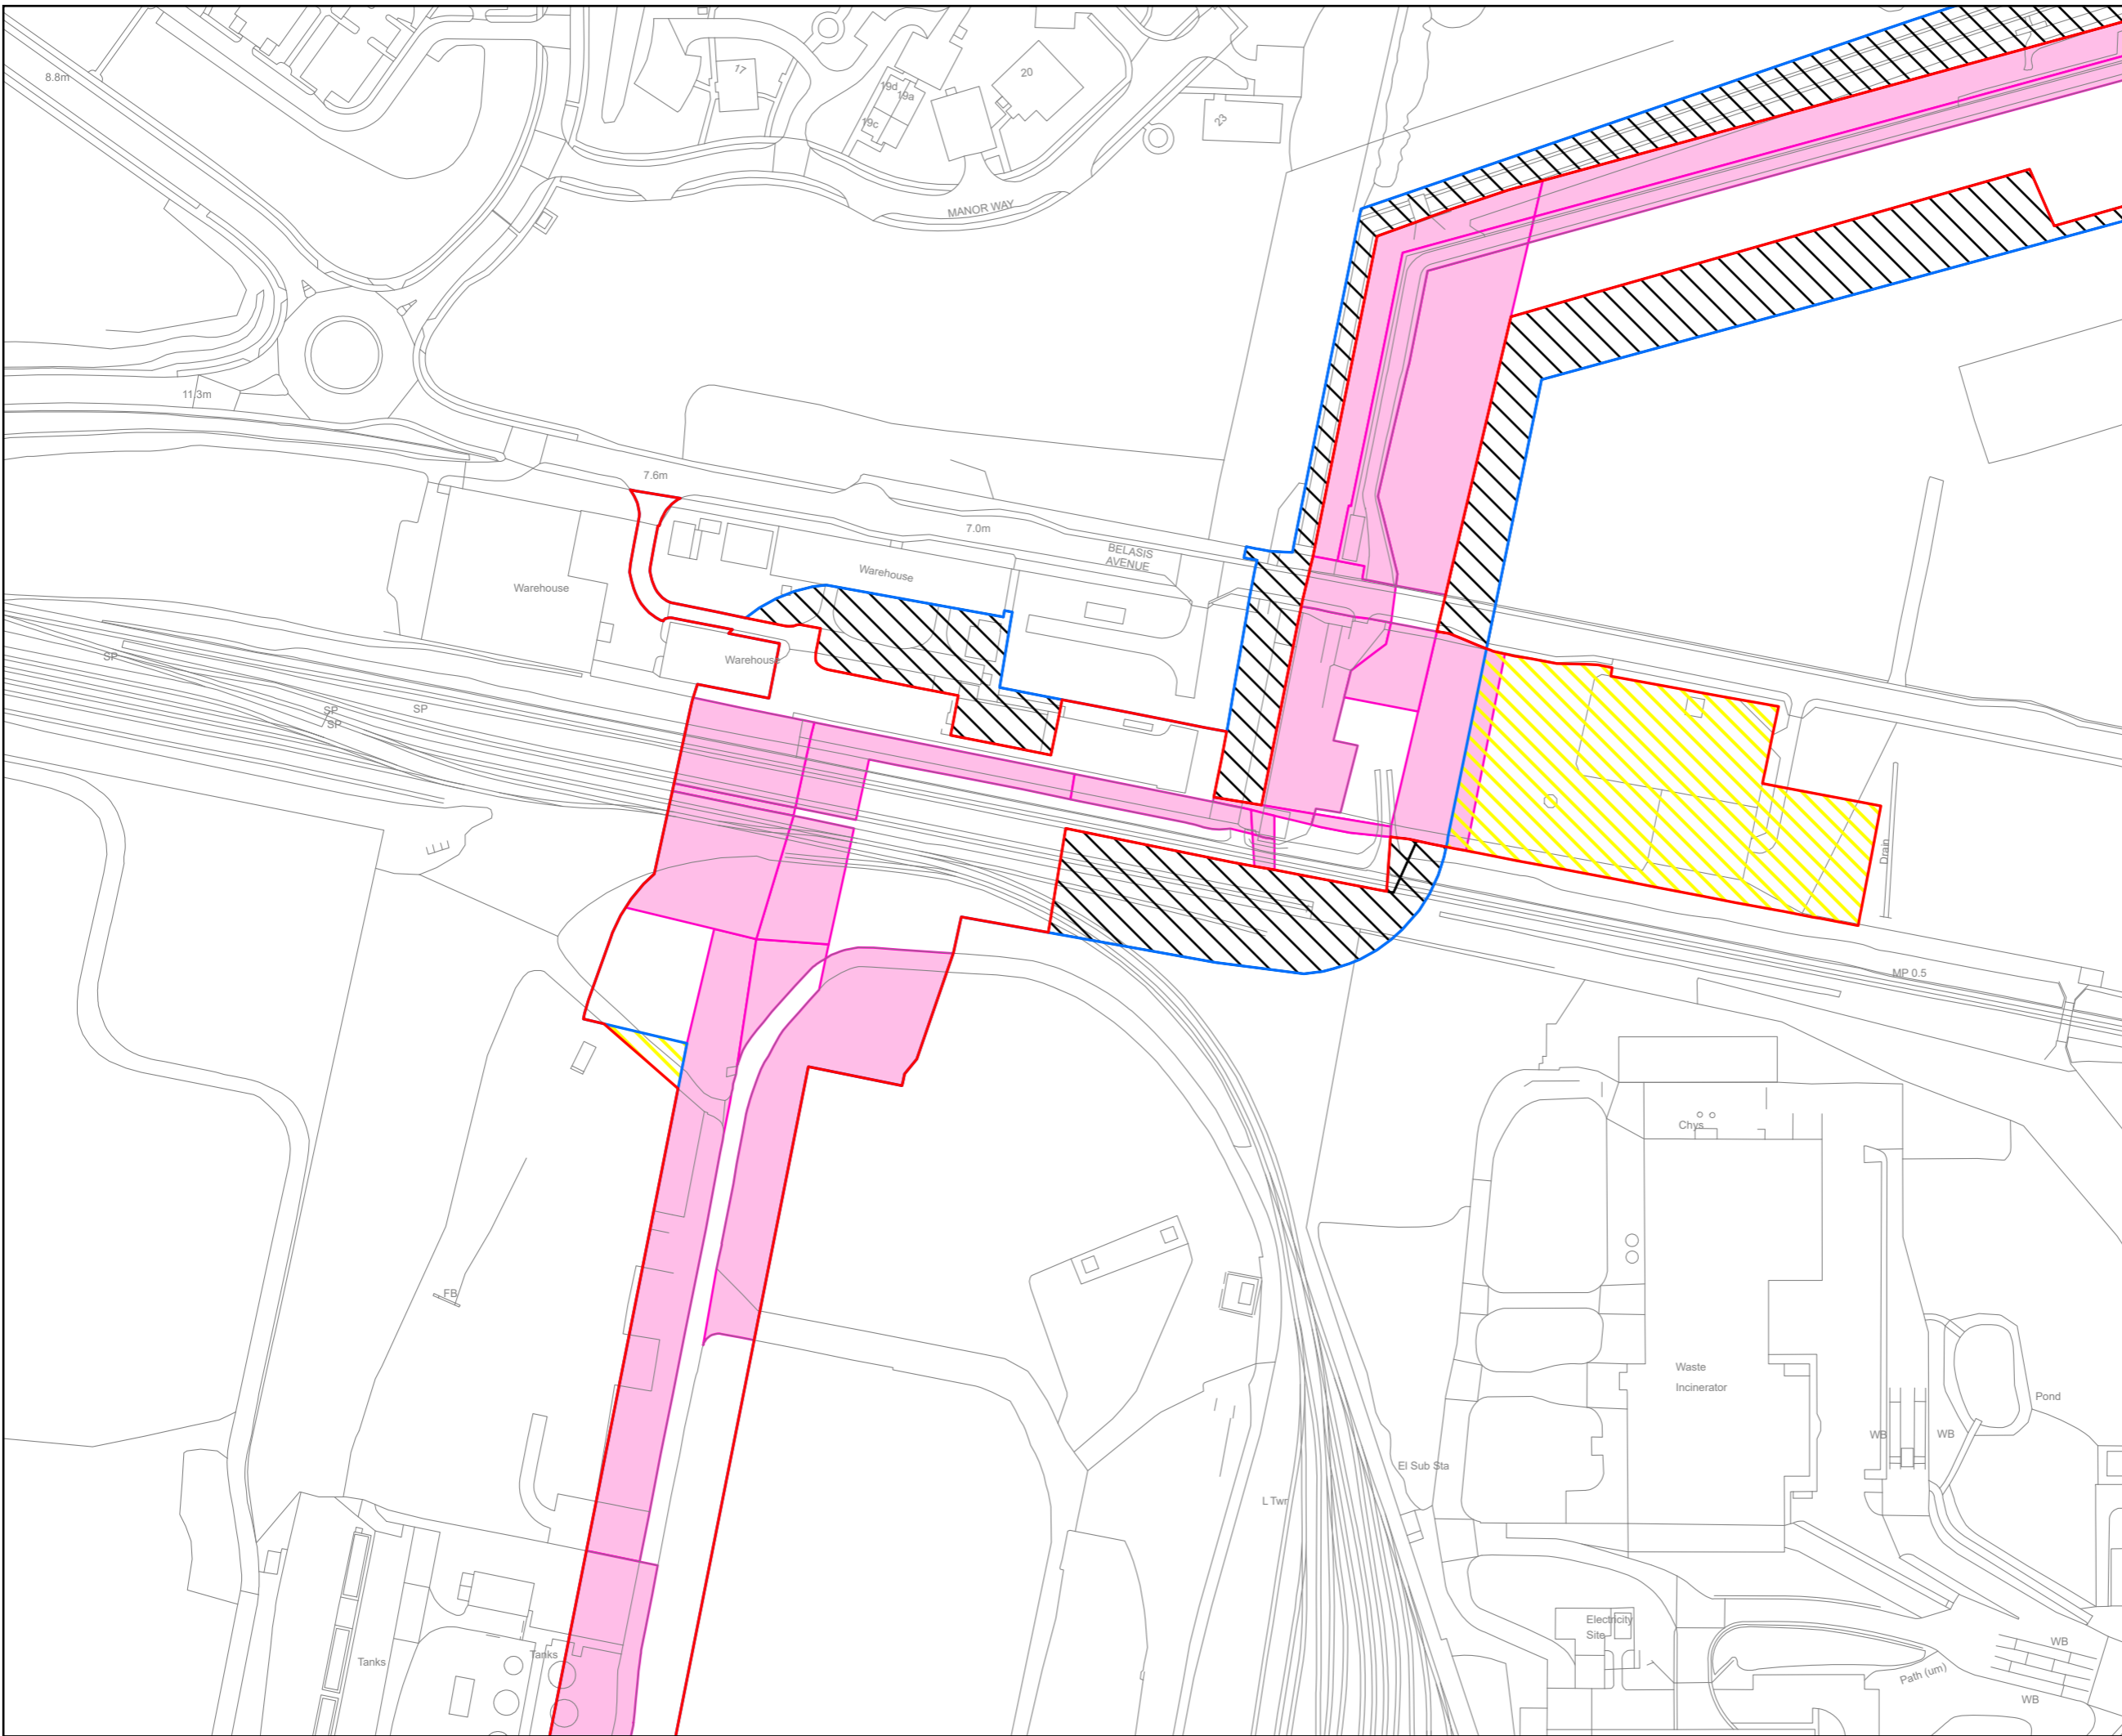 8.8m
17
19d
19a
19c
20
23
MANOR WAY
11.3m
7.6m
7.0m
BELASIS
AVENUE
Warehouse
Warehouse
Warehouse
SP
SP
SP
SP
Drain
MP 0.5
Chys
FB
Waste
Incinerator
Pond
WB
WB
El Sub Sta
L Twr
Electricity
Site
Tanks
Tanks
Path (um)
WB
WB